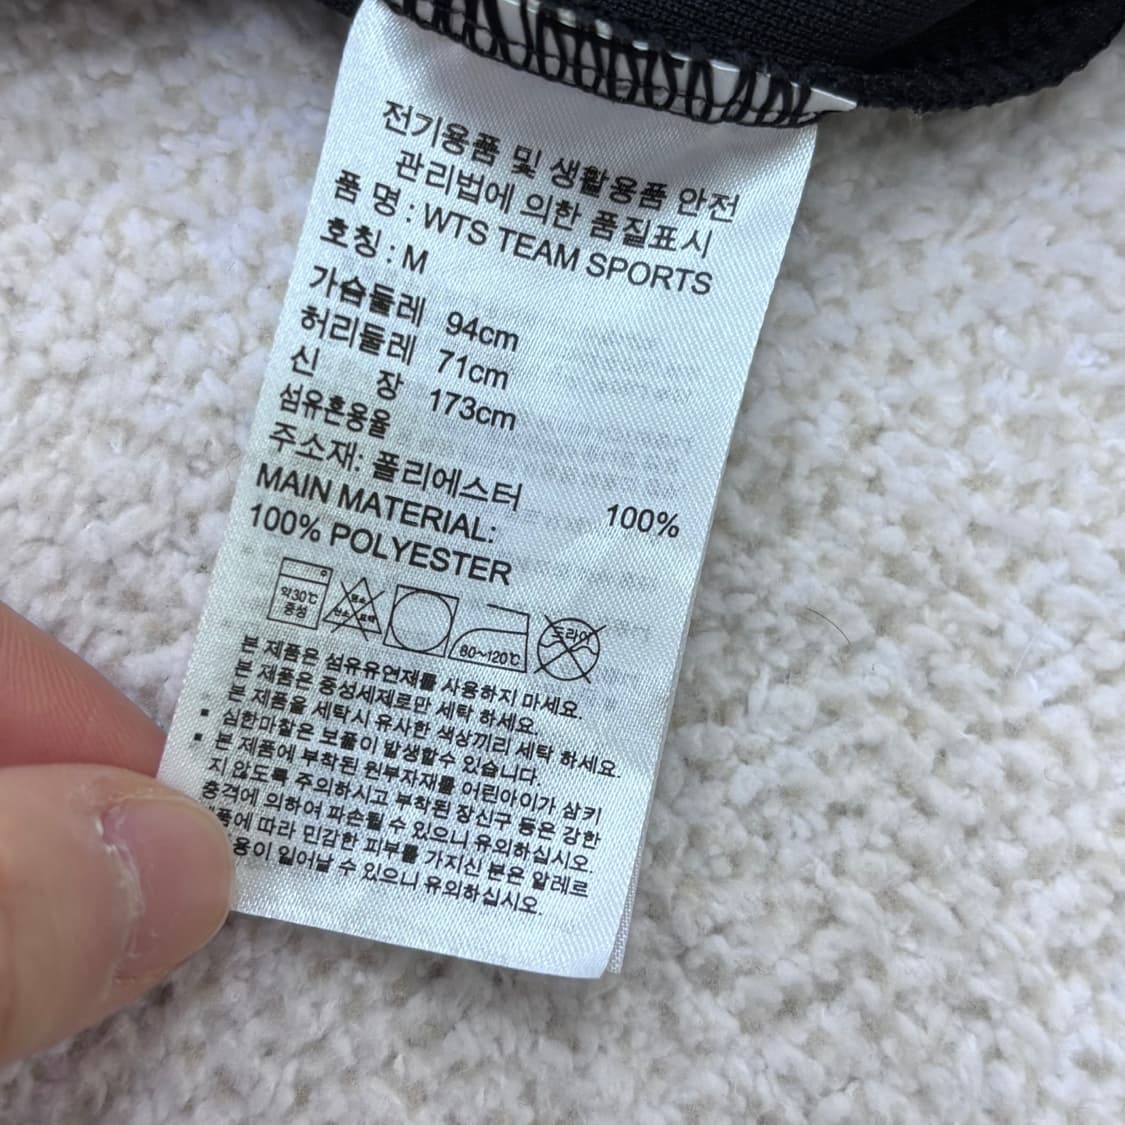 전기용품 및 생활용품 안전
관리법에 의한 품질표시
품 명 : WTS TEAM SPORTS
호칭 : M
가슴둘레 94cm
허리둘레 71cm
신 장 173cm
섬유혼용율
주소재: 폴리에스터 100%
MAIN MATERIAL:
100% POLYESTER
약30℃
중성
80~120℃
드라이
본 제품은 섬유유연재를 사용하지 마세요.
본 제품은 중성세제로만 세탁 하세요.
본 제품을 세탁시 유사한 색상끼리 세탁 하세요.
▪ 심한마찰은 보풀이 발생할수 있습니다.
▪ 본 제품에 부착된 원부자재를 어린아이가 삼키
지 않도록 주의하시고 부착된 장신구 등은 강한
충격에 의하여 파손될 수 있으니 유의하십시오.
에 따라 민감한 피부를 가지신 분은 알레르
용이 일어날 수 있으니 유의하십시오.